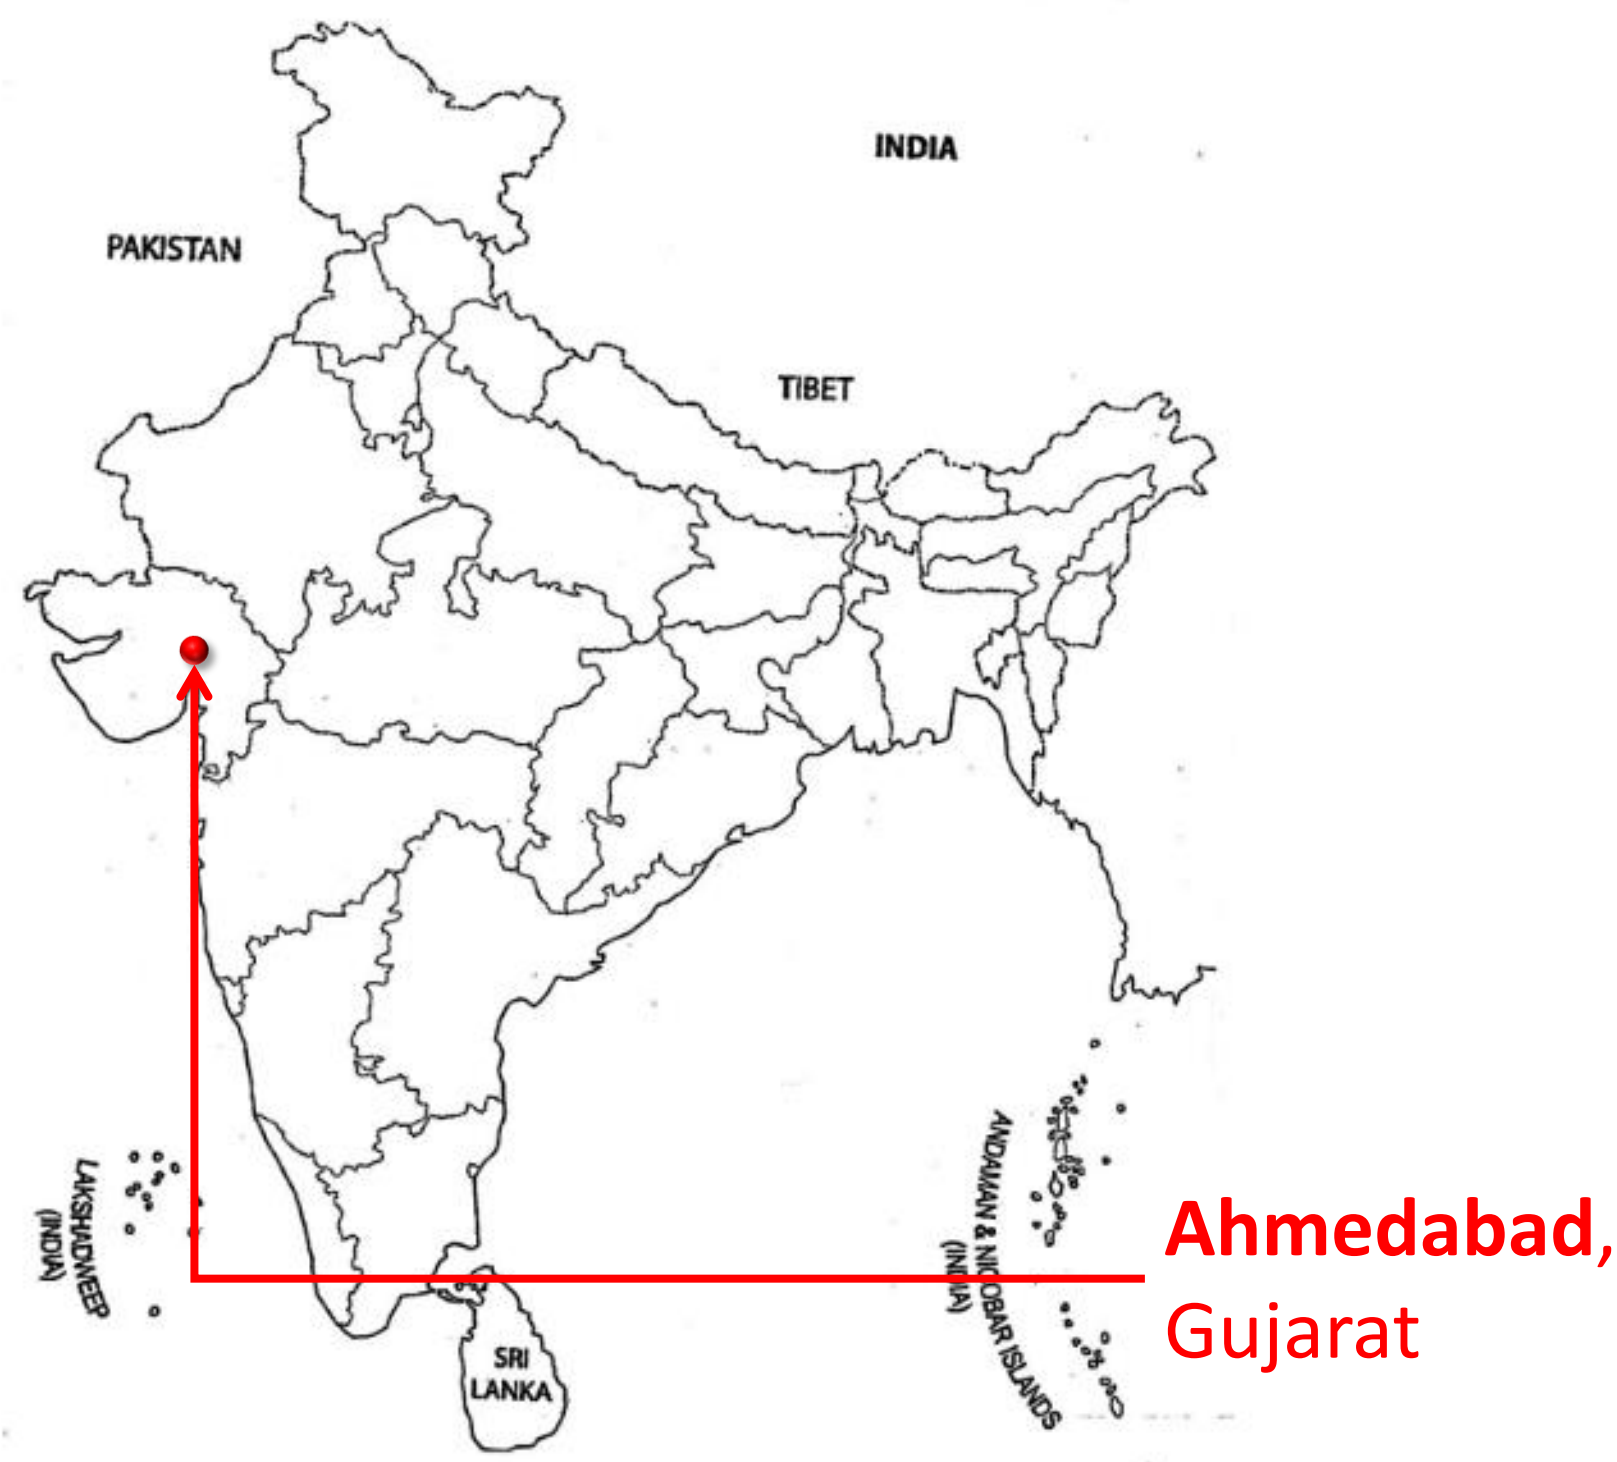 INDIA
PAKISTAN
TIBET
LAKSHADWEEP
(INDIA)
ANDAMAN & NICOBAR ISLANDS
(INDIA)
Ahmedabad,
Gujarat
SRI
LANKA